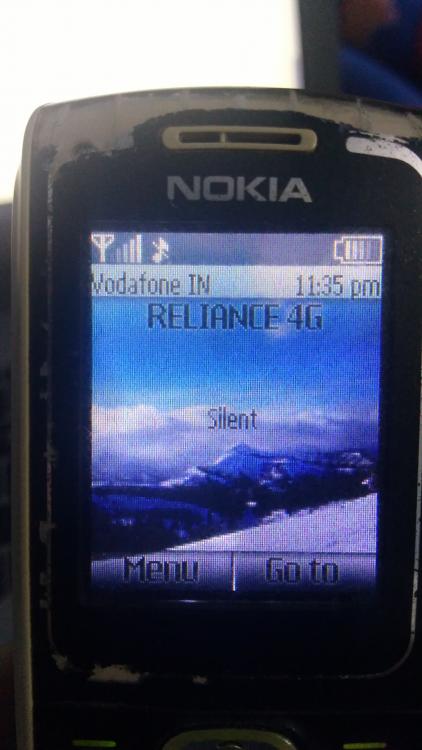 NOKIA
Vodafone IN 11:35 pm
RELIANCE 4G
Silent
Menu Go to